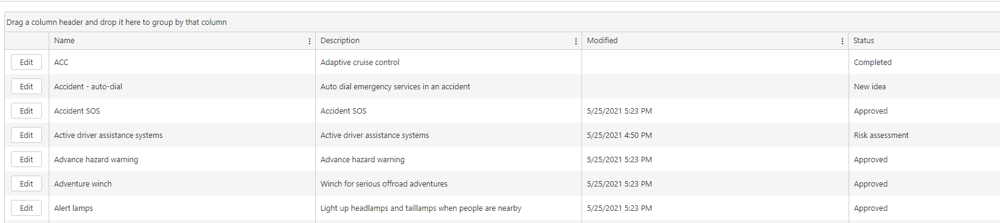 Drag a column header and drop it here to group by that column
Name Description Modified Status
Edit ACC Adaptive cruise control Completed
Edit Accident - auto-dial Auto dial emergency services in an accident New idea
Edit Accident SOS Accident SOS 5/25/2021 5:23 PM Approved
Edit Active driver assistance systems Active driver assistance systems 5/25/2021 4:50 PM Risk assessment
Edit Advance hazard warning Advance hazard warning 5/25/2021 5:23 PM Approved
Edit Adventure winch Winch for serious offroad adventures 5/25/2021 5:23 PM Approved
Edit Alert lamps Light up headlamps and taillamps when people are nearby 5/25/2021 5:23 PM Approved